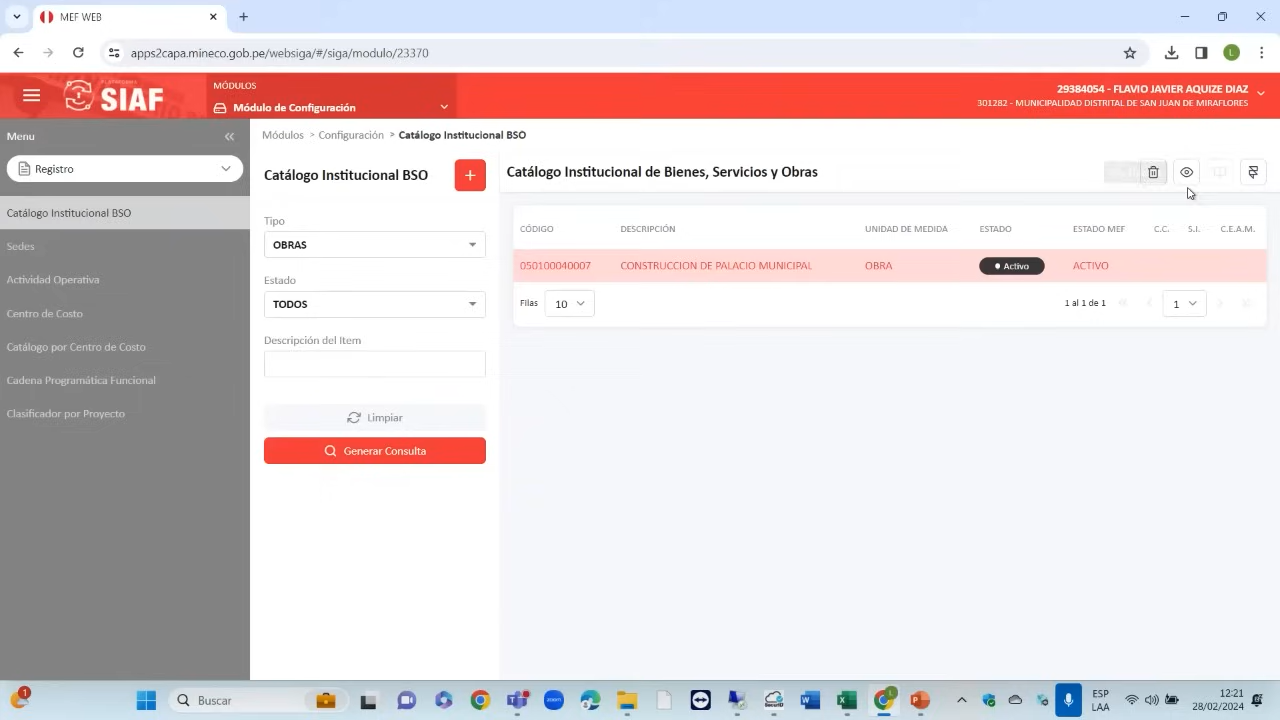 MEF WEB
apps2capa.mineco.gob.pe/websiga/#/siga/modulo/23370
L
PLATAFORMA
SIAF
MÓDULOS
Módulo de Configuración
29384054 - FLAVIO JAVIER AQUIZE DIAZ
301282 - MUNICIPALIDAD DISTRITAL DE SAN JUAN DE MIRAFLORES
Menu
Registro
Catálogo Institucional BSO
Sedes
Actividad Operativa
Centro de Costo
Catálogo por Centro de Costo
Cadena Programática Funcional
Clasificador por Proyecto
Módulos > Configuración > Catálogo Institucional BSO
Catálogo Institucional BSO
Tipo
OBRAS
Estado
TODOS
Descripción del Item
Limpiar
Generar Consulta
Catálogo Institucional de Bienes, Servicios y Obras
CÓDIGO DESCRIPCIÓN UNIDAD DE MEDIDA ESTADO ESTADO MEF C.C. S.I. C.E.A.M.
050100040007 CONSTRUCCION DE PALACIO MUNICIPAL OBRA Activo ACTIVO
Filas 10 1 al 1 de 1 1
1
Buscar
zoom
1
ESP
LAA
12:21
28/02/2024